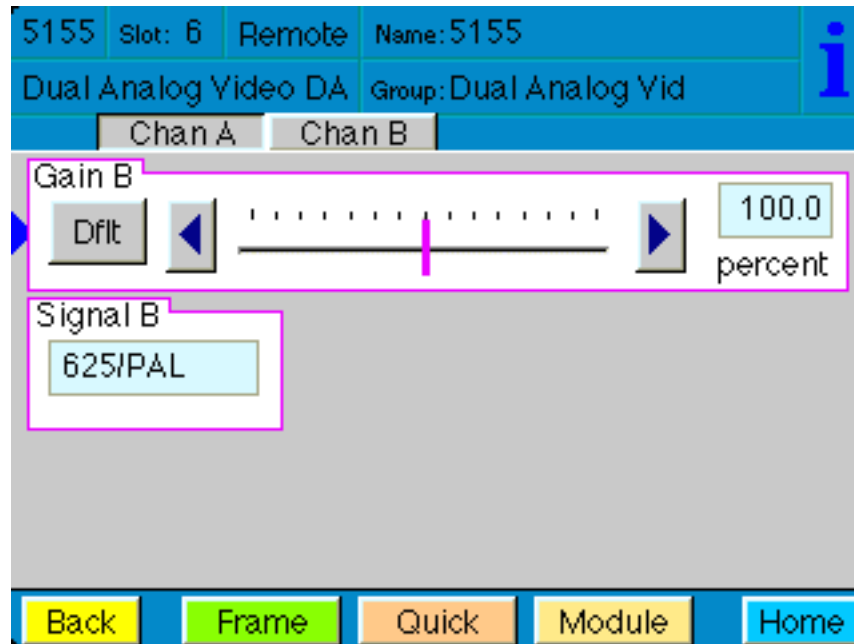 5155 Slot: 6 Remote Name: 5155
Dual Analog Video DA Group: Dual Analog Vid
i
Chan A Chan B
Gain B
Dflt 100.0
percent
Signal B
625/PAL
Back Frame Quick Module Home